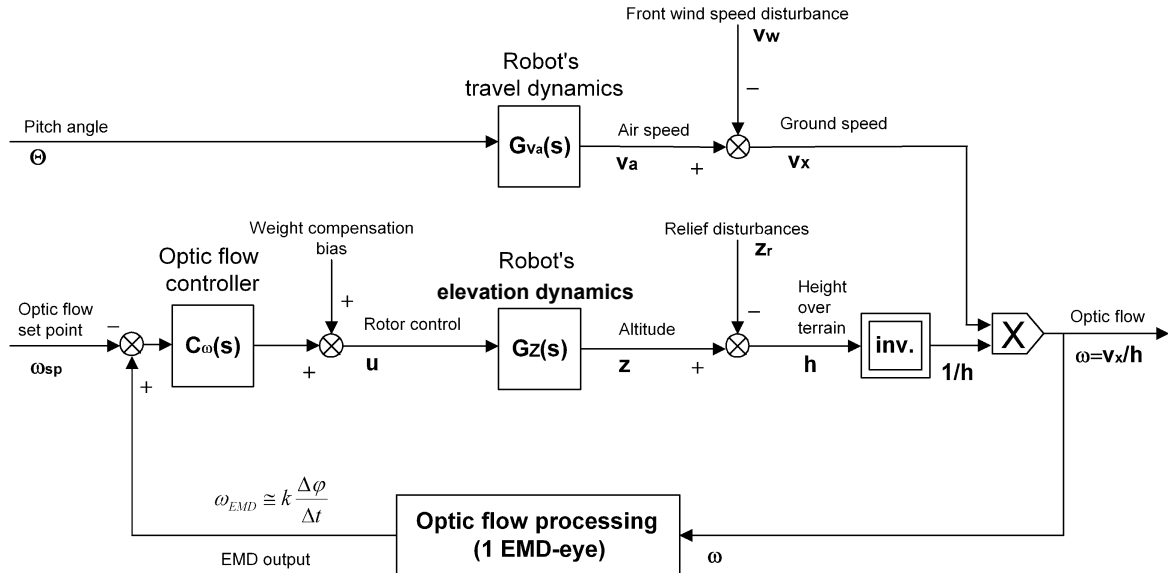 Front wind speed disturbance
vw
Robot's
travel dynamics
Pitch angle
Θ
Gva(s)
Air speed
va
+
−
Ground speed
vx
Weight compensation
bias
Relief disturbances
zr
Optic flow
controller
Robot's
elevation dynamics
Optic flow
set point
ωsp
−
+
Cω(s)
+
+
Rotor control
u
GZ(s)
Altitude
z
+
−
Height
over
terrain
h
inv.
1/h
X
Optic flow
ω=vx/h
ωEMD ≅ k Δφ
Δt
EMD output
Optic flow processing
(1 EMD-eye)
ω